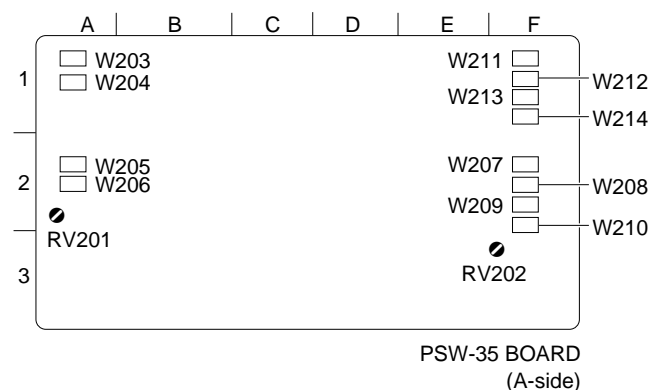 A B C D E F
1
W203 W211
W204 W212
W213
W214
2
W205 W207
W206 W208
W209
W210
RV201
3
RV202
PSW-35 BOARD
(A-side)